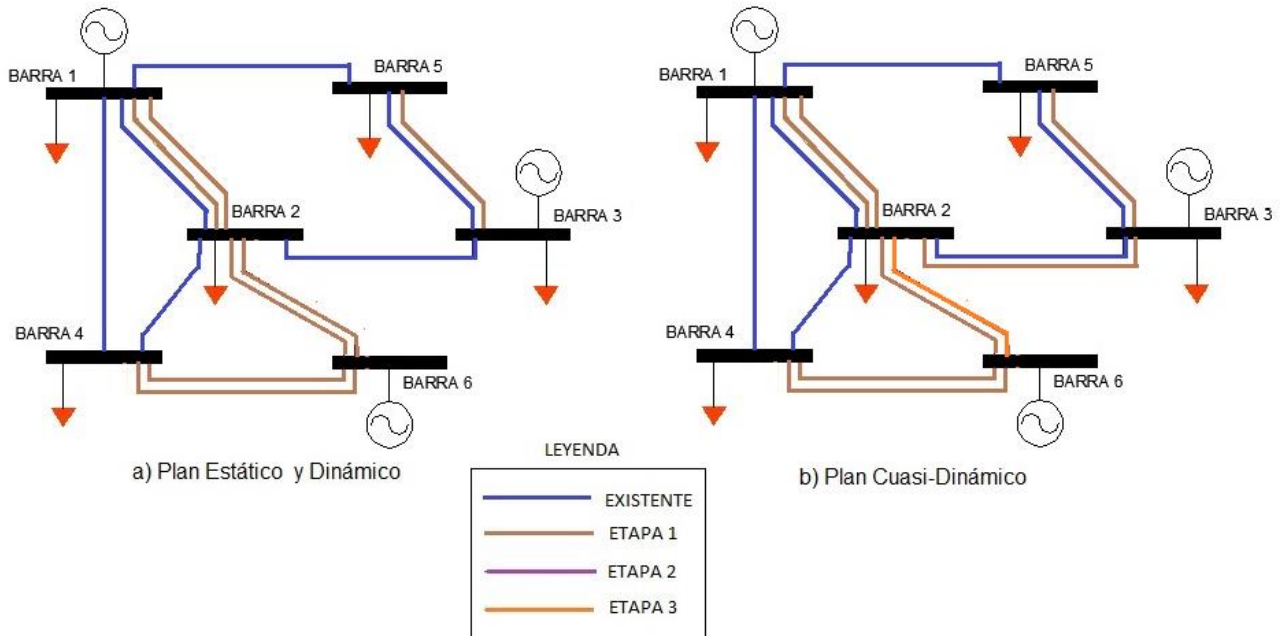 BARRA 1
BARRA 5
BARRA 2
BARRA 3
BARRA 4
BARRA 6
a) Plan Estático y Dinámico
BARRA 1
BARRA 5
BARRA 2
BARRA 3
BARRA 4
BARRA 6
b) Plan Cuasi-Dinámico
LEYENDA
EXISTENTE
ETAPA 1
ETAPA 2
ETAPA 3